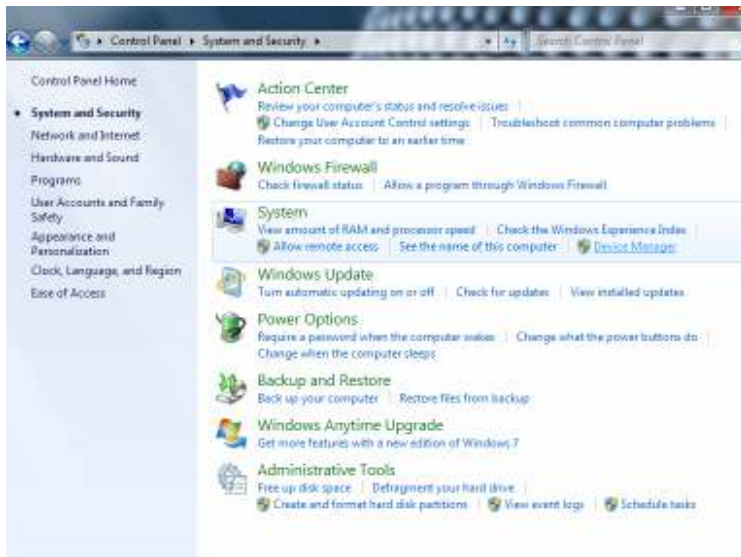 Control Panel ▸ System and Security ▸
Search Control Panel
Control Panel Home
System and Security
Network and Internet
Hardware and Sound
Programs
User Accounts and Family
Safety
Appearance and
Personalization
Clock, Language, and Region
Ease of Access
Action Center
Review your computer's status and resolve issues
Change User Account Control settings | Troubleshoot common computer problems
Restore your computer to an earlier time
Windows Firewall
Check firewall status | Allow a program through Windows Firewall
System
View amount of RAM and processor speed | Check the Windows Experience Index
Allow remote access | See the name of this computer | Device Manager
Windows Update
Turn automatic updating on or off | Check for updates | View installed updates
Power Options
Require a password when the computer wakes | Change what the power buttons do
Change when the computer sleeps
Backup and Restore
Back up your computer | Restore files from backup
Windows Anytime Upgrade
Get more features with a new edition of Windows 7
Administrative Tools
Free up disk space | Defragment your hard drive
Create and format hard disk partitions | View event logs | Schedule tasks